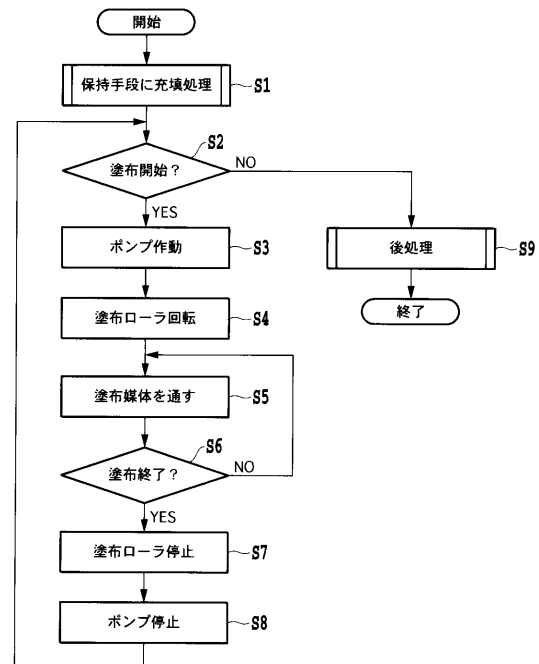 開始
保持手段に充填処理
S1
S2
塗布開始？
NO
YES
ポンプ作動
S3
後処理
S9
塗布ローラ回転
S4
終了
塗布媒体を通す
S5
S6
塗布終了？
NO
YES
塗布ローラ停止
S7
ポンプ停止
S8